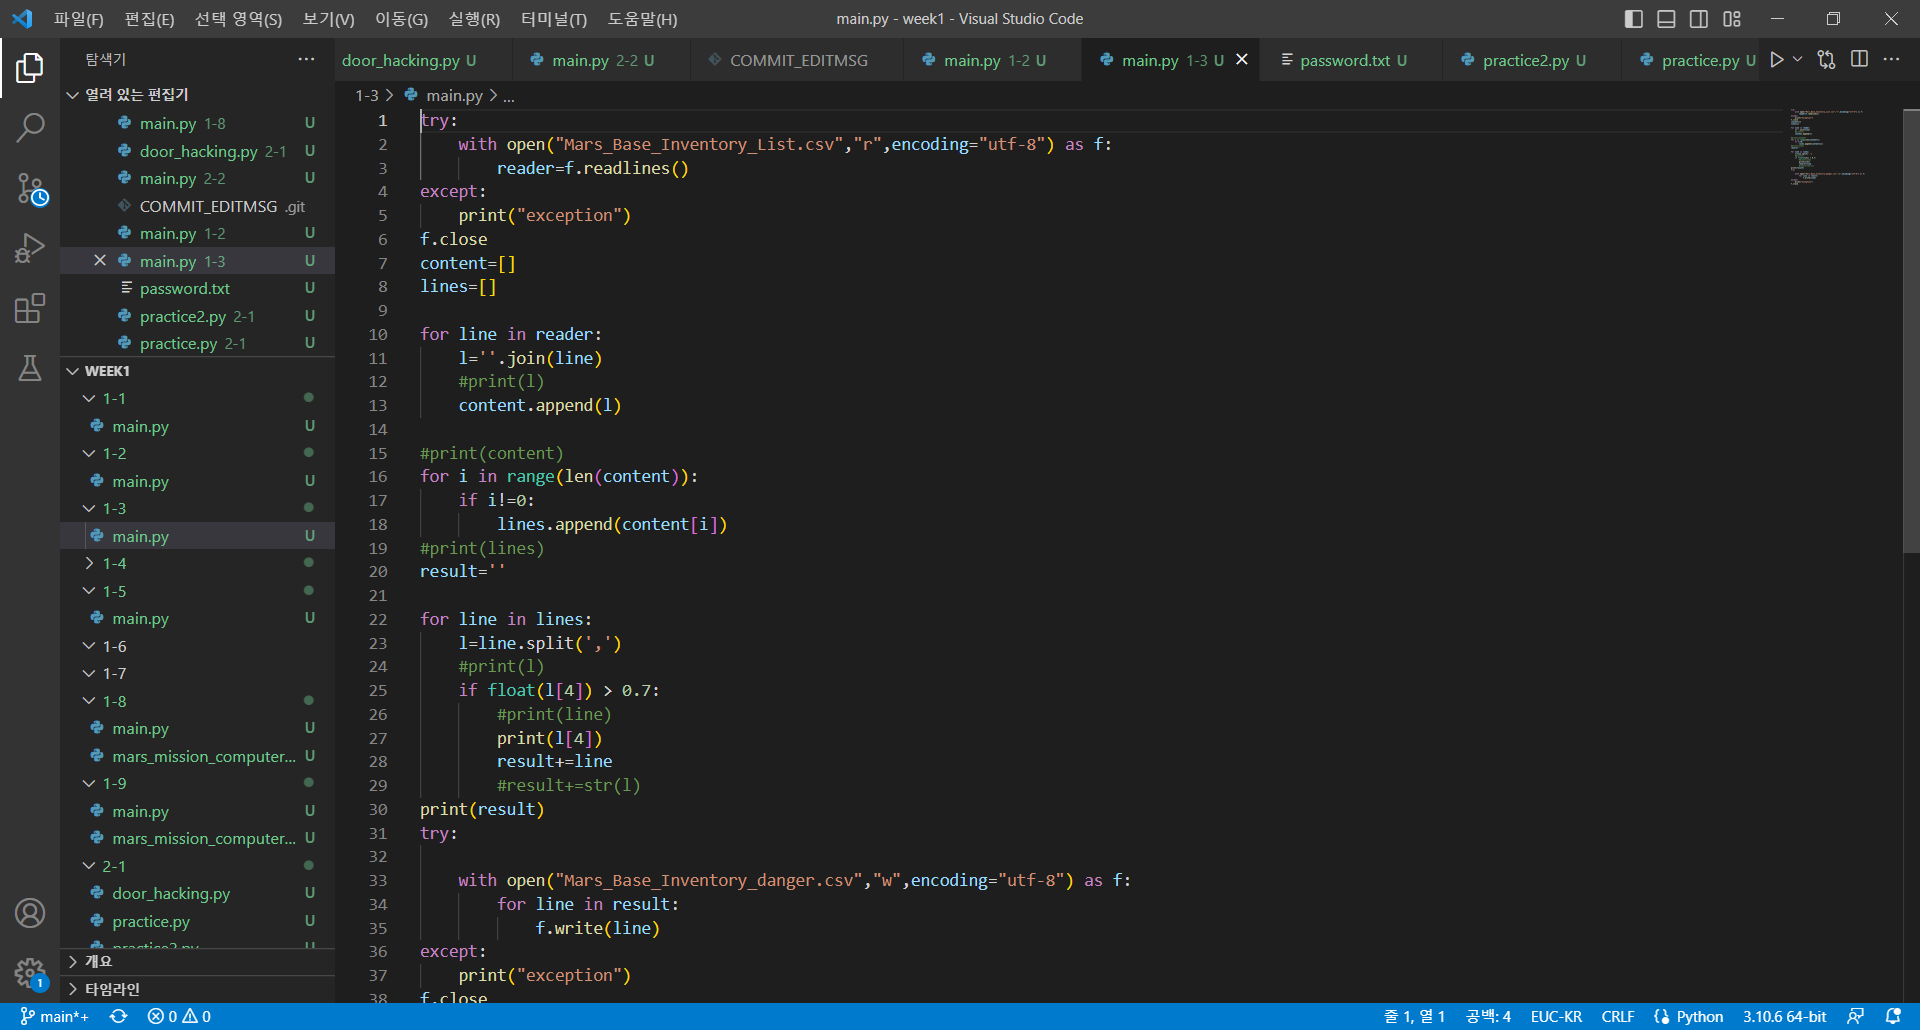 파일(F) 편집(E) 선택 영역(S) 보기(V) 이동(G) 실행(R) 터미널(T) 도움말(H) main.py - week1 - Visual Studio Code
탐색기
열려 있는 편집기
main.py 1-8 U
door_hacking.py 2-1 U
main.py 2-2 U
COMMIT_EDITMSG .git
main.py 1-2 U
main.py 1-3 U
password.txt U
practice2.py 2-1 U
practice.py 2-1 U
WEEK1
1-1
main.py U
1-2
main.py U
1-3
main.py U
1-4
1-5
main.py U
1-6
1-7
1-8
main.py U
mars_mission_computer... U
1-9
main.py U
mars_mission_computer... U
2-1
door_hacking.py U
practice.py U
practice2.py U
개요
타임라인
door_hacking.py U main.py 2-2 U COMMIT_EDITMSG main.py 1-2 U main.py 1-3 U password.txt U practice2.py U practice.py U
1-3 > main.py > ...
1 try:
2 with open("Mars_Base_Inventory_List.csv","r",encoding="utf-8") as f:
3 reader=f.readlines()
4 except:
5 print("exception")
6 f.close
7 content=[]
8 lines=[]
9
10 for line in reader:
11 l=''.join(line)
12 #print(l)
13 content.append(l)
14
15 #print(content)
16 for i in range(len(content)):
17 if i!=0:
18 lines.append(content[i])
19 #print(lines)
20 result=''
21
22 for line in lines:
23 l=line.split(',')
24 #print(l)
25 if float(l[4]) > 0.7:
26 #print(line)
27 print(l[4])
28 result+=line
29 #result+=str(l)
30 print(result)
31 try:
32
33 with open("Mars_Base_Inventory_danger.csv","w",encoding="utf-8") as f:
34 for line in result:
35 f.write(line)
36 except:
37 print("exception")
38 f.close
1
main*+ 0 0 줄 1, 열 1 공백: 4 EUC-KR CRLF Python 3.10.6 64-bit